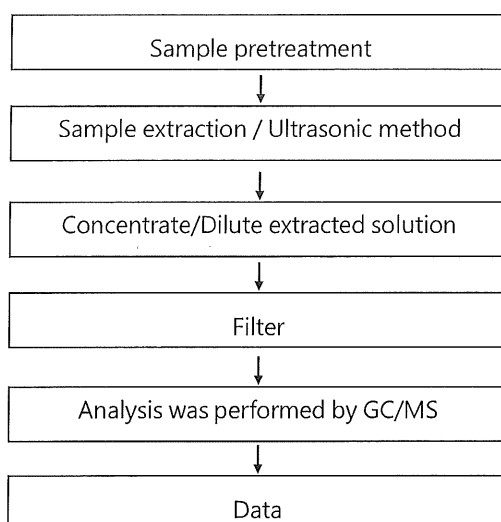 Sample pretreatment
Sample extraction / Ultrasonic method
Concentrate/Dilute extracted solution
Filter
Analysis was performed by GC/MS
Data